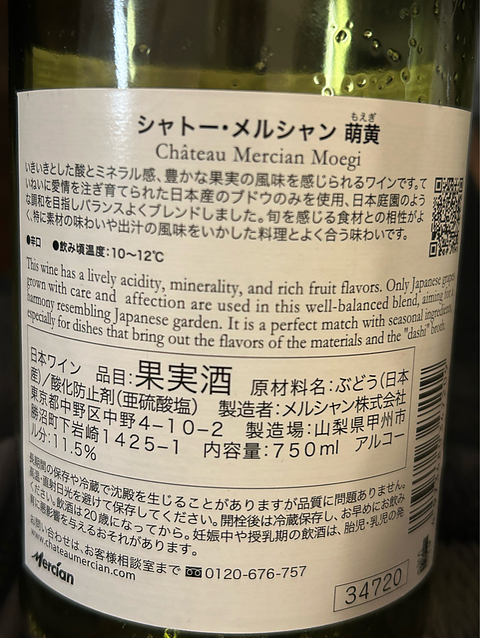 もえぎ
シャトー・メルシャン 萌黄
Château Mercian Moegi
いきいきとした酸とミネラル感、豊かな果実の風味を感じられるワインです。て
いねいに愛情を注ぎ育てられた日本産のブドウのみを使用、日本庭園のよう
な調和を目指しバランスよくブレンドしました。旬を感じる食材との相性がよ
く、特に素材の味わいや出汁の風味をいかした料理とよく合う味わいです。
●辛口 ●飲み頃温度:10~12℃
This wine has a lively acidity, minerality, and rich fruit flavors. Only Japanese grapes
grown with care and affection are used in this well-balanced blend, aiming for a
harmony resembling Japanese garden. It is a perfect match with seasonal ingredients,
especially for dishes that bring out the flavors of the materials and the "dashi" broth.
日本ワイン 品目:果実酒 原材料名:ぶどう(日本
産)/酸化防止剤(亜硫酸塩) 製造者:メルシャン株式会社
東京都中野区中野4-10-2 製造場:山梨県甲州市
勝沼町下岩崎1425-1 内容量:750ml アルコー
ル分:11.5%
長期間の保存や冷蔵で沈殿を生じることがありますが品質に問題ありません。
高温・直射日光を避けて保存してください。開栓後は冷蔵保存し、お早めにお飲み
ください。飲酒は20歳になってから。妊娠中や授乳期の飲酒は、胎児・乳児の発
育に悪影響を与えるおそれがあります。
お問い合わせは、お客様相談室まで 0120-676-757
www.chateaumercian.com
Mercian
34720